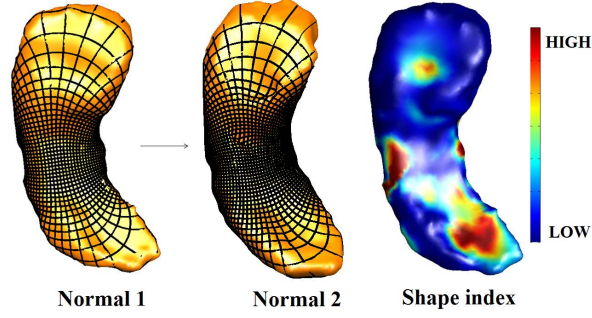 HIGH
LOW
Normal 1
Normal 2
Shape index